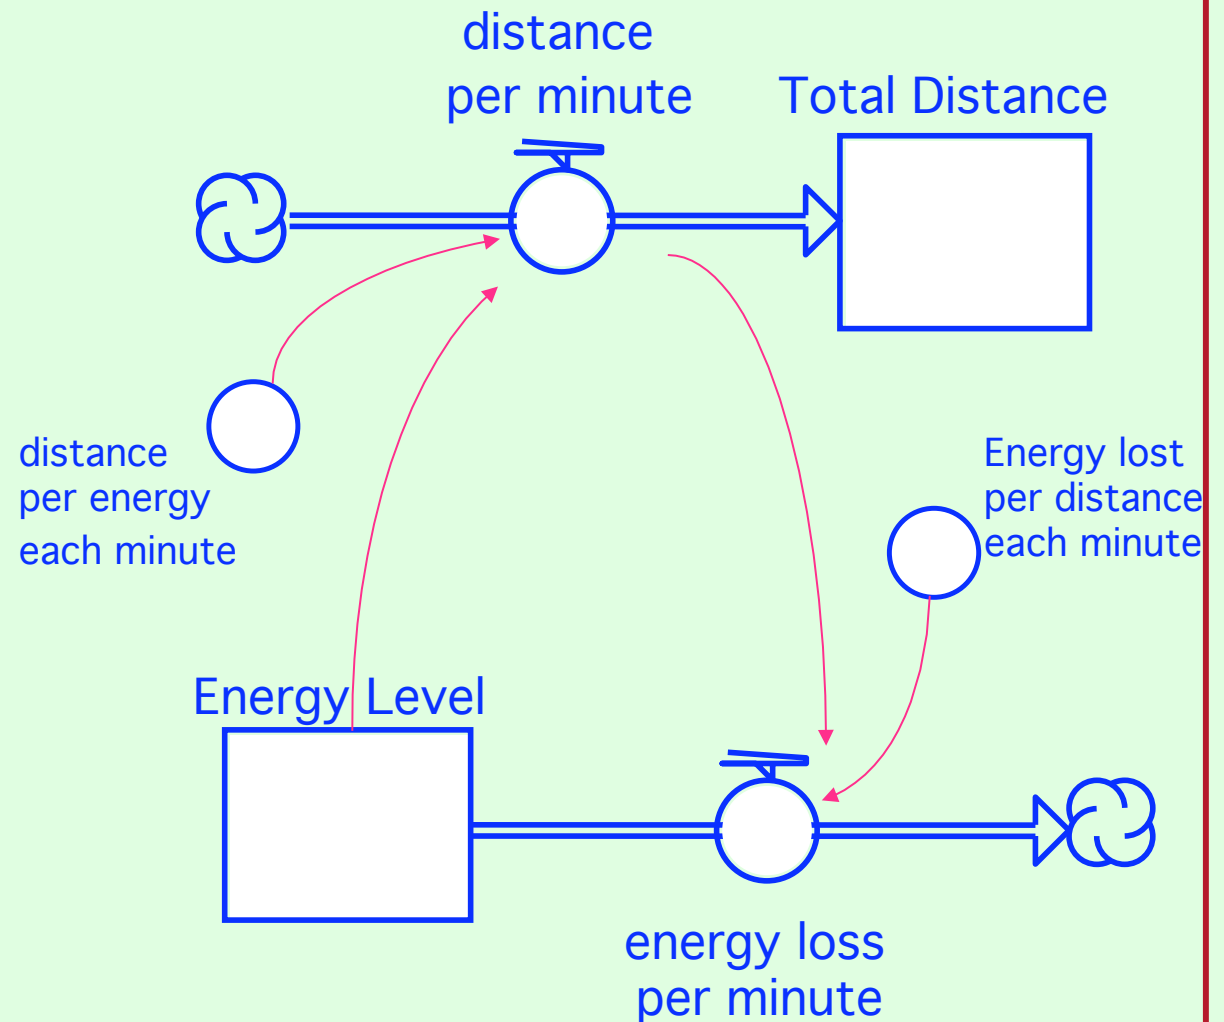 distance
per minute
Total Distance
distance
per energy
each minute
Energy lost
per distance
each minute
Energy Level
energy loss
per minute